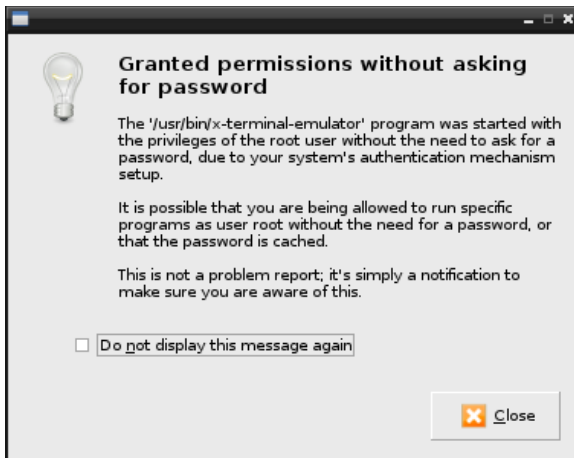 Granted permissions without asking
for password
The '/usr/bin/x-terminal-emulator' program was started with
the privileges of the root user without the need to ask for a
password, due to your system's authentication mechanism
setup.
It is possible that you are being allowed to run specific
programs as user root without the need for a password, or
that the password is cached.
This is not a problem report; it's simply a notification to
make sure you are aware of this.
Do not display this message again
Close